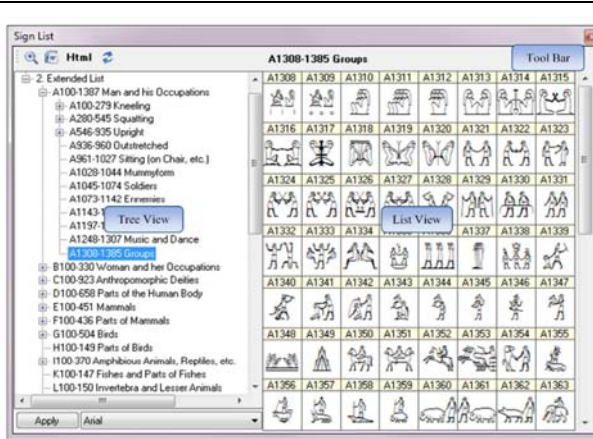 Sign List
Html
A1308-1385 Groups
Tool Bar
2. Extended List
A100-1387 Man and his Occupations
A100-279 Kneeling
A280-545 Squatting
A546-935 Upright
A936-960 Outstretched
A961-1027 Sitting (on Chair, etc.)
A1028-1044 Mummyform
A1045-1074 Soldiers
A1073-1142 Ennemies
A1143-1
A1197-1
Tree View
A1248-1307 Music and Dance
A1308-1385 Groups
B100-330 Woman and her Occupations
C100-923 Anthropomorphic Deities
D100-658 Parts of the Human Body
E100-451 Mammals
F100-436 Parts of Mammals
G100-504 Birds
H100-149 Parts of Birds
I100-370 Amphibious Animals, Reptiles, etc.
K100-147 Fishes and Parts of Fishes
L100-150 Invertebra and Lesser Animals
Apply
Arial
A1308 A1309 A1310 A1311 A1312 A1313 A1314 A1315
A1316 A1317 A1318 A1319 A1320 A1321 A1322 A1323
A1324 A1325 A1326 A1327 A1328 A1329 A1330 A1331
List View
A1332 A1333 A1334 A1337 A1338 A1339
A1340 A1341 A1342 A1343 A1344 A1345 A1346 A1347
A1348 A1349 A1350 A1351 A1352 A1353 A1354 A1355
A1356 A1357 A1358 A1359 A1360 A1361 A1362 A1363